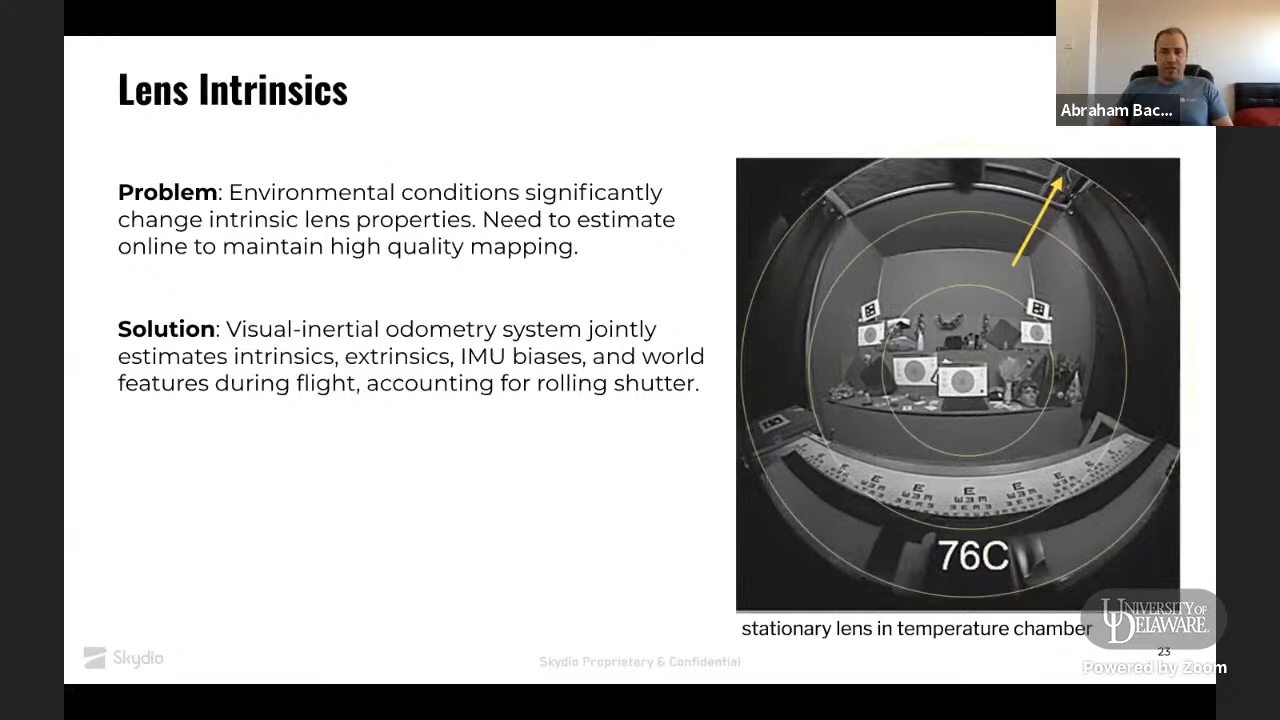 Lens Intrinsics
Abraham Bac...
Problem: Environmental conditions significantly
change intrinsic lens properties. Need to estimate
online to maintain high quality mapping.
Solution: Visual-inertial odometry system jointly
estimates intrinsics, extrinsics, IMU biases, and world
features during flight, accounting for rolling shutter.
76C
stationary lens in temperature chamber
UNIVERSITY OF
DELAWARE.
23
Skydio
Skydio Proprietary & Confidential
Powered by Zoom